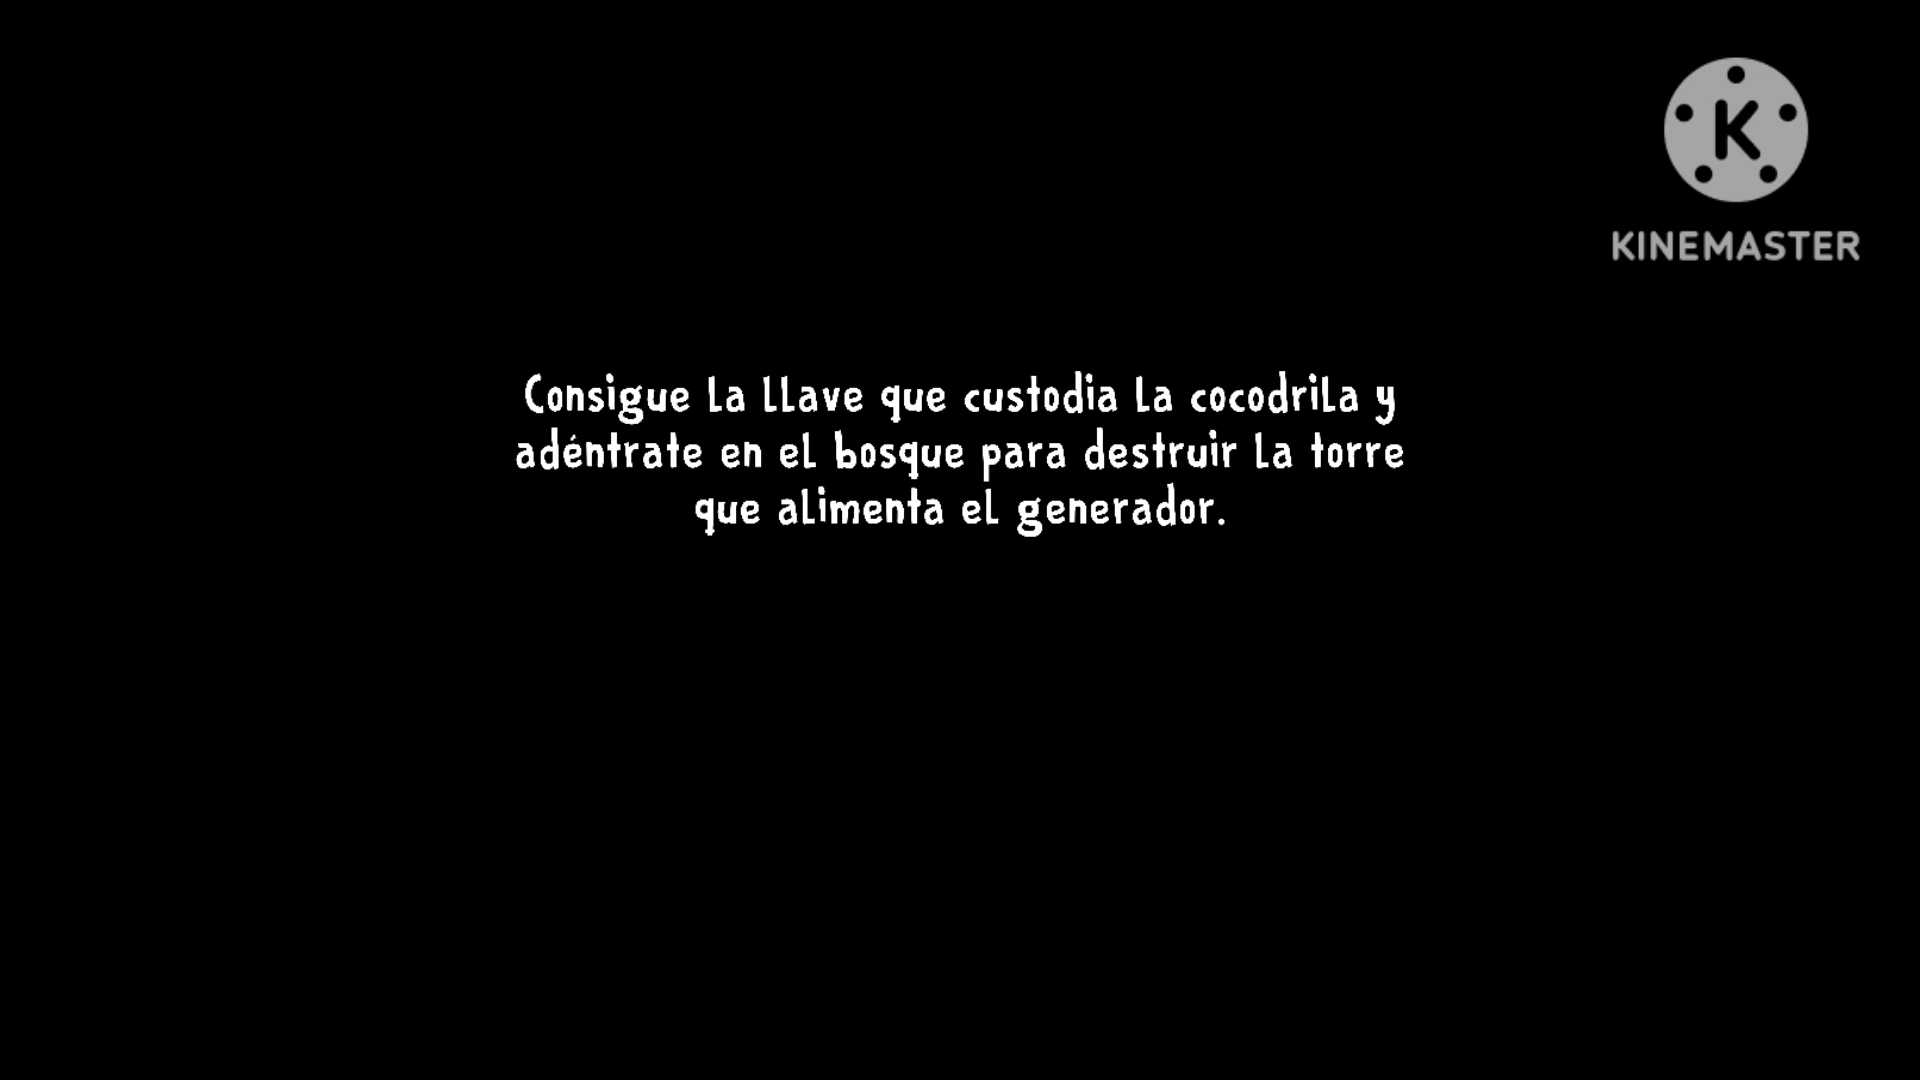 KINEMASTER
Consigue la llave que custodia la cocodrila y
adéntrate en el bosque para destruir la torre
que alimenta el generador.